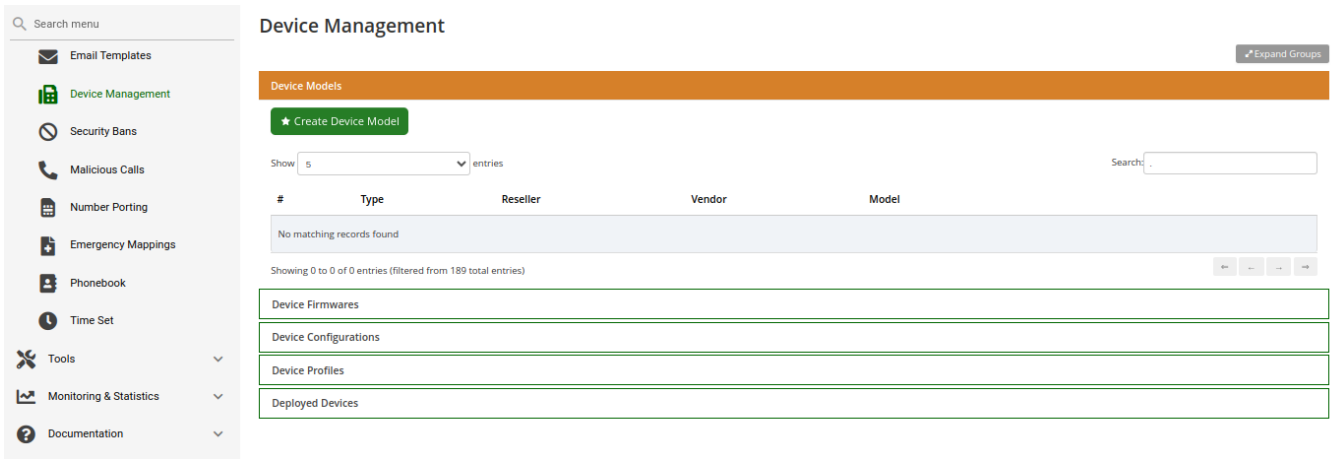 Search menu
Email Templates
Device Management
Security Bans
Malicious Calls
Number Porting
Emergency Mappings
Phonebook
Time Set
Tools
Monitoring & Statistics
Documentation
Device Management
Expand Groups
Device Models
Create Device Model
Show 5 entries
Search: .
# Type Reseller Vendor Model
No matching records found
Showing 0 to 0 of 0 entries (filtered from 189 total entries)
⇐ ← → ⇒
Device Firmwares
Device Configurations
Device Profiles
Deployed Devices